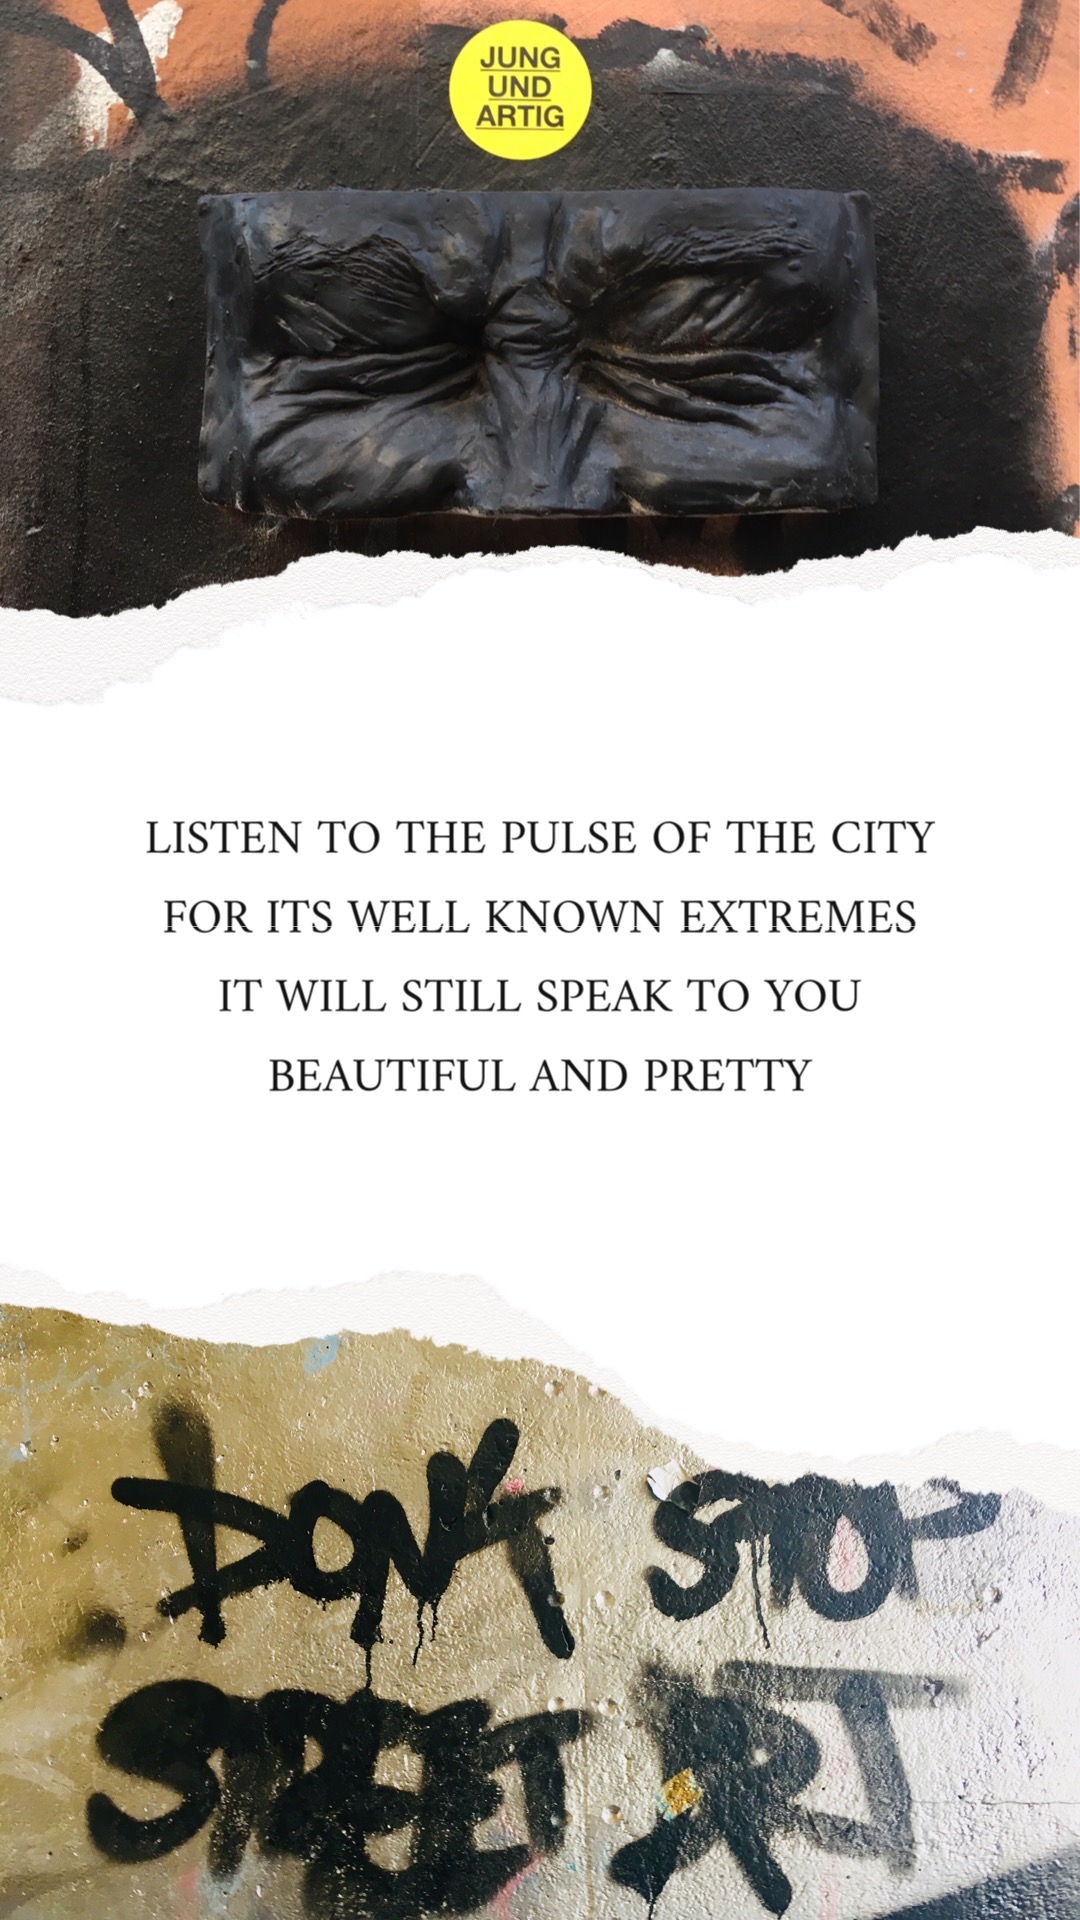 JUNG
UND
ARTIG
LISTEN TO THE PULSE OF THE CITY
FOR ITS WELL KNOWN EXTREMES
IT WILL STILL SPEAK TO YOU
BEAUTIFUL AND PRETTY
DON'T STOP
STREET ART